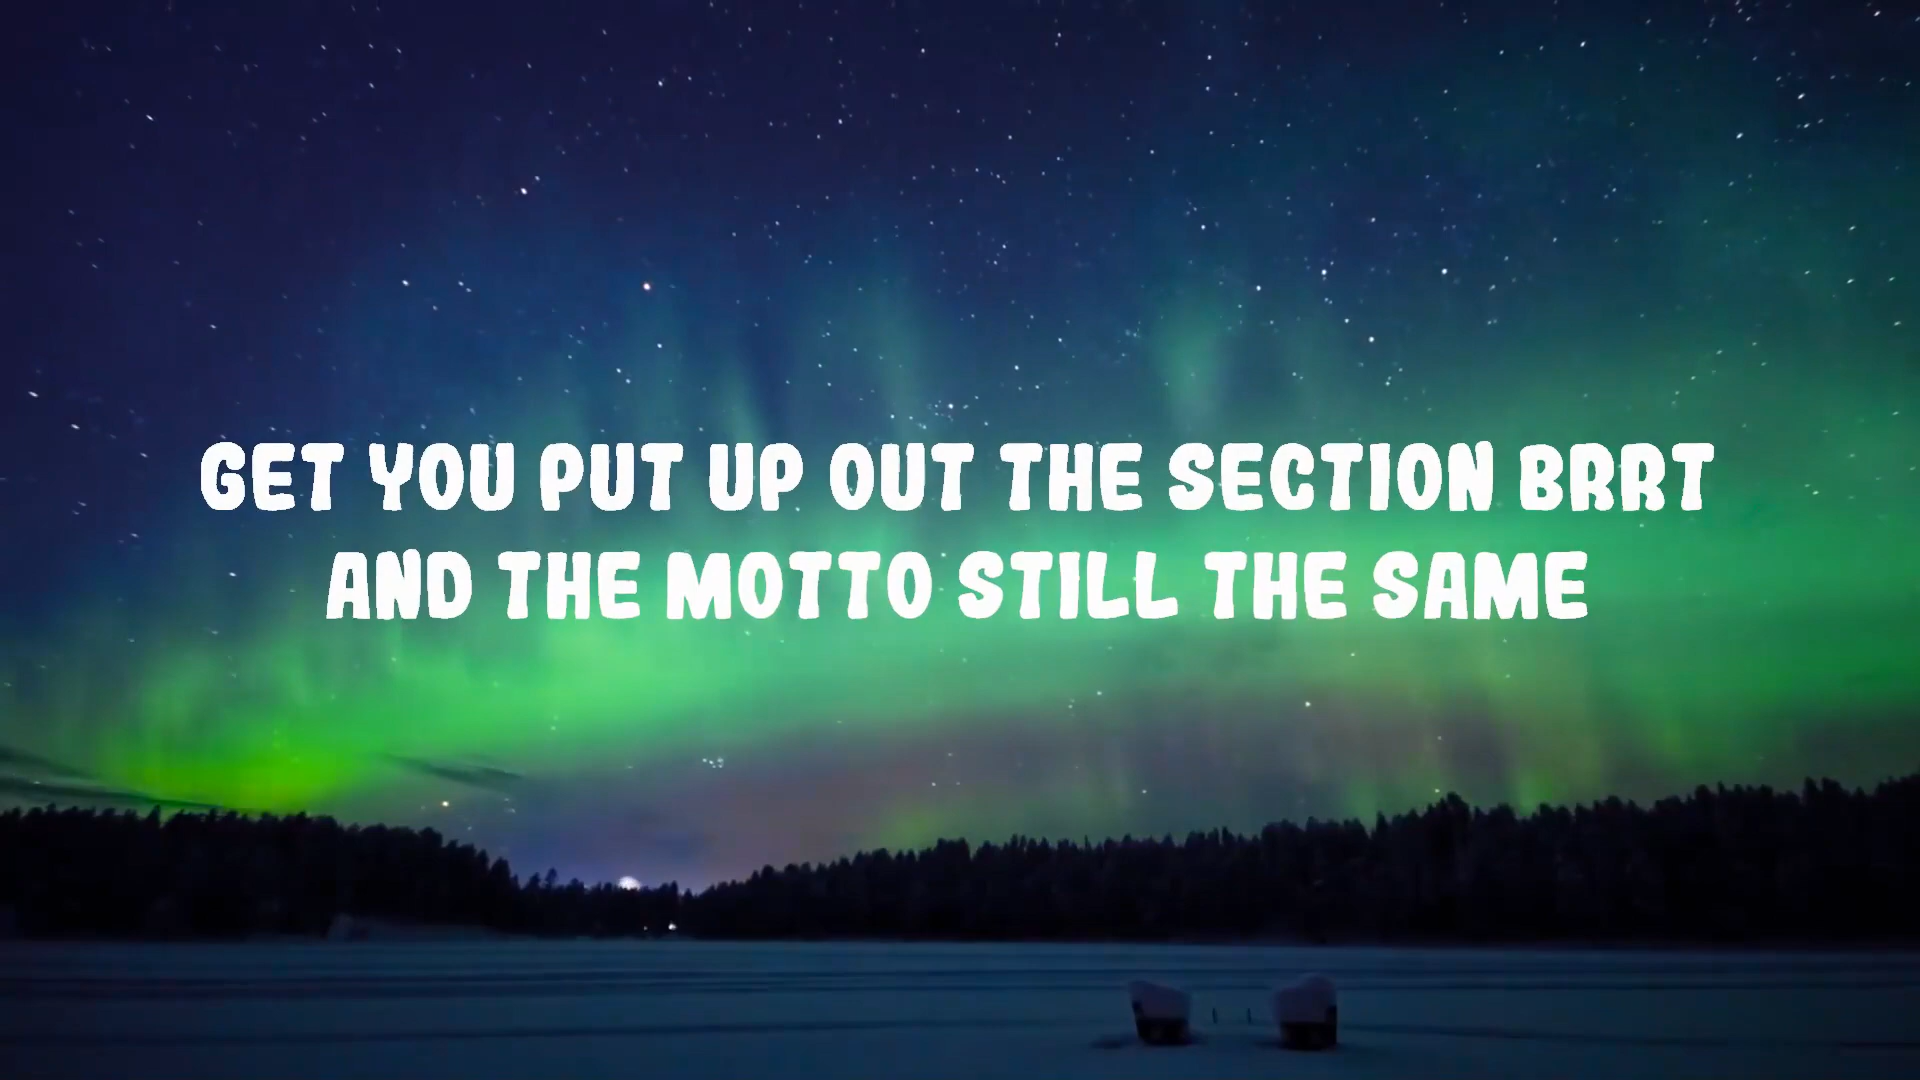 GET YOU PUT UP OUT THE SECTION BRRT
AND THE MOTTO STILL THE SAME